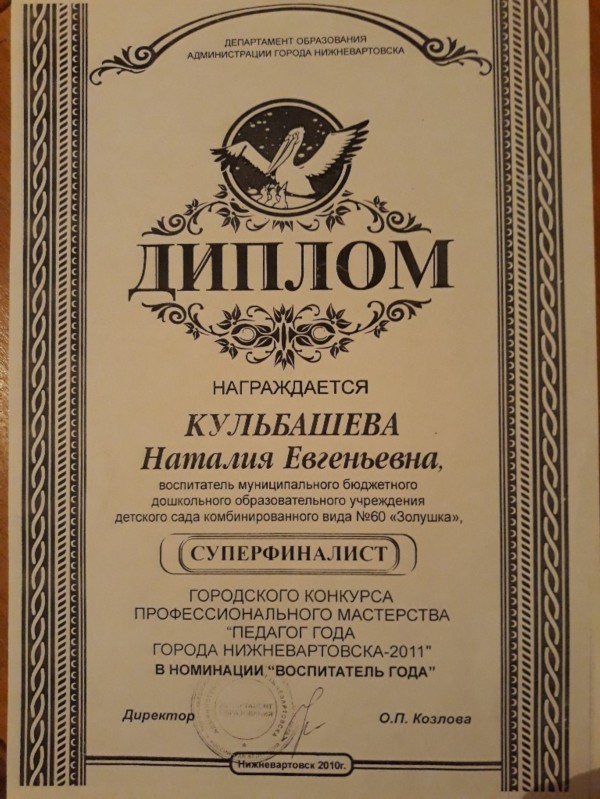 ДЕПАРТАМЕНТ ОБРАЗОВАНИЯ
АДМИНИСТРАЦИИ ГОРОДА НИЖНЕВАРТОВСКА
ДИПЛОМ
НАГРАЖДАЕТСЯ
КУЛЬБАШЕВА
Наталия Евгеньевна,
воспитатель муниципального бюджетного
дошкольного образовательного учреждения
детского сада комбинированного вида №60 «Золушка»,
СУПЕРФИНАЛИСТ
ГОРОДСКОГО КОНКУРСА
ПРОФЕССИОНАЛЬНОГО МАСТЕРСТВА
"ПЕДАГОГ ГОДА
ГОРОДА НИЖНЕВАРТОВСКА-2011"
В НОМИНАЦИИ "ВОСПИТАТЕЛЬ ГОДА"
Директор О.П. Козлова
Нижневартовск 2010г.